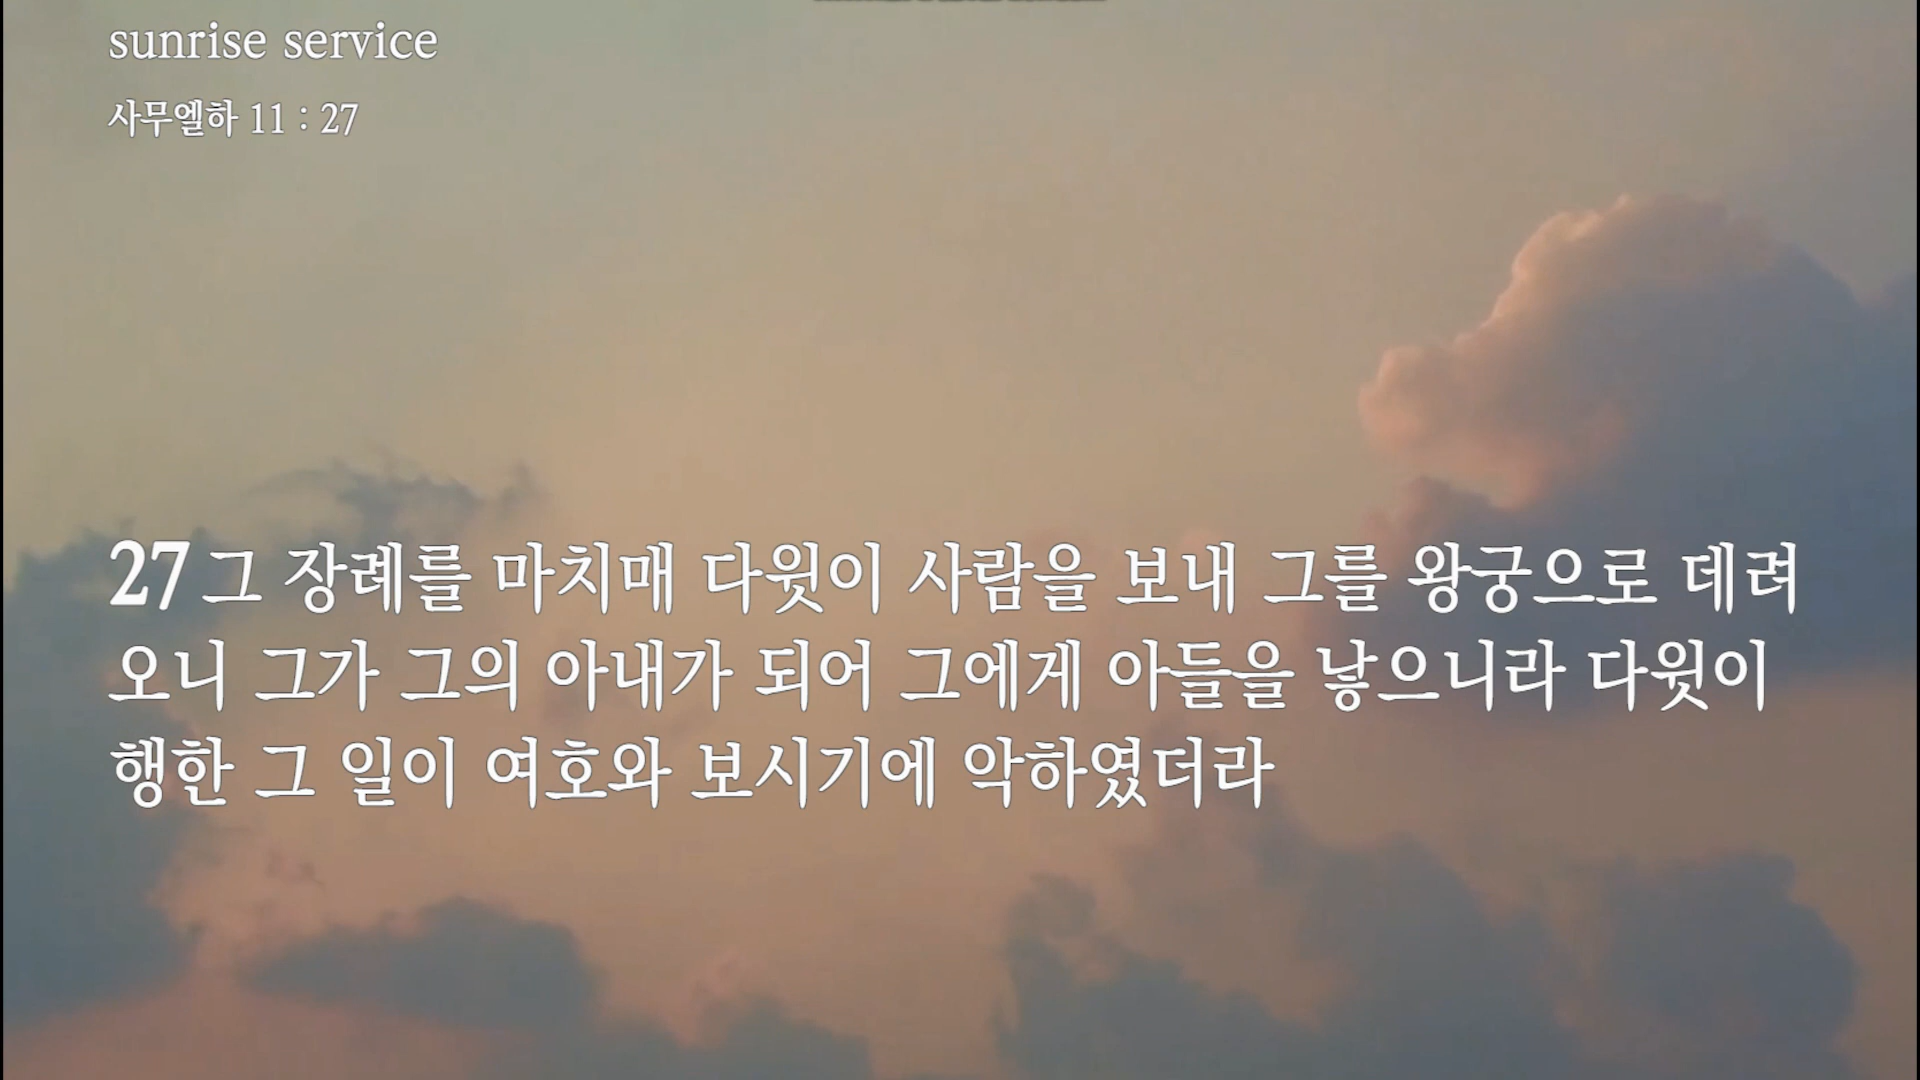 sunrise service
사무엘하 11 : 27
27 그 장례를 마치매 다윗이 사람을 보내 그를 왕궁으로 데려
오니 그가 그의 아내가 되어 그에게 아들을 낳으니라 다윗이
행한 그 일이 여호와 보시기에 악하였더라